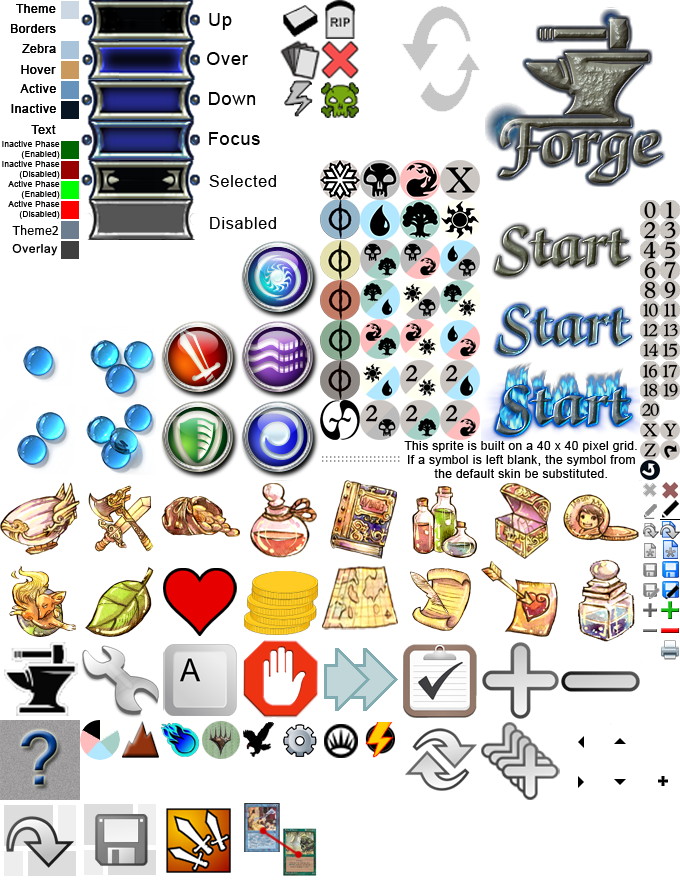 Theme
Borders
Zebra
Hover
Active
Inactive
Text
Inactive Phase
(Enabled)
Inactive Phase
(Disabled)
Active Phase
(Enabled)
Active Phase
(Disabled)
Theme2
Overlay
Up
Over
Down
Focus
Selected
Disabled
RIP
Forge
X
Start
Start
Start
0 1
2 3
4 5
6 7
8 9
10 11
12 13
14 15
16 17
18 19
20
X Y
Z
2
2 2
2 2 2
This sprite is built on a 40 x 40 pixel grid.
If a symbol is left blank, the symbol from
the default skin be substituted.
A
?